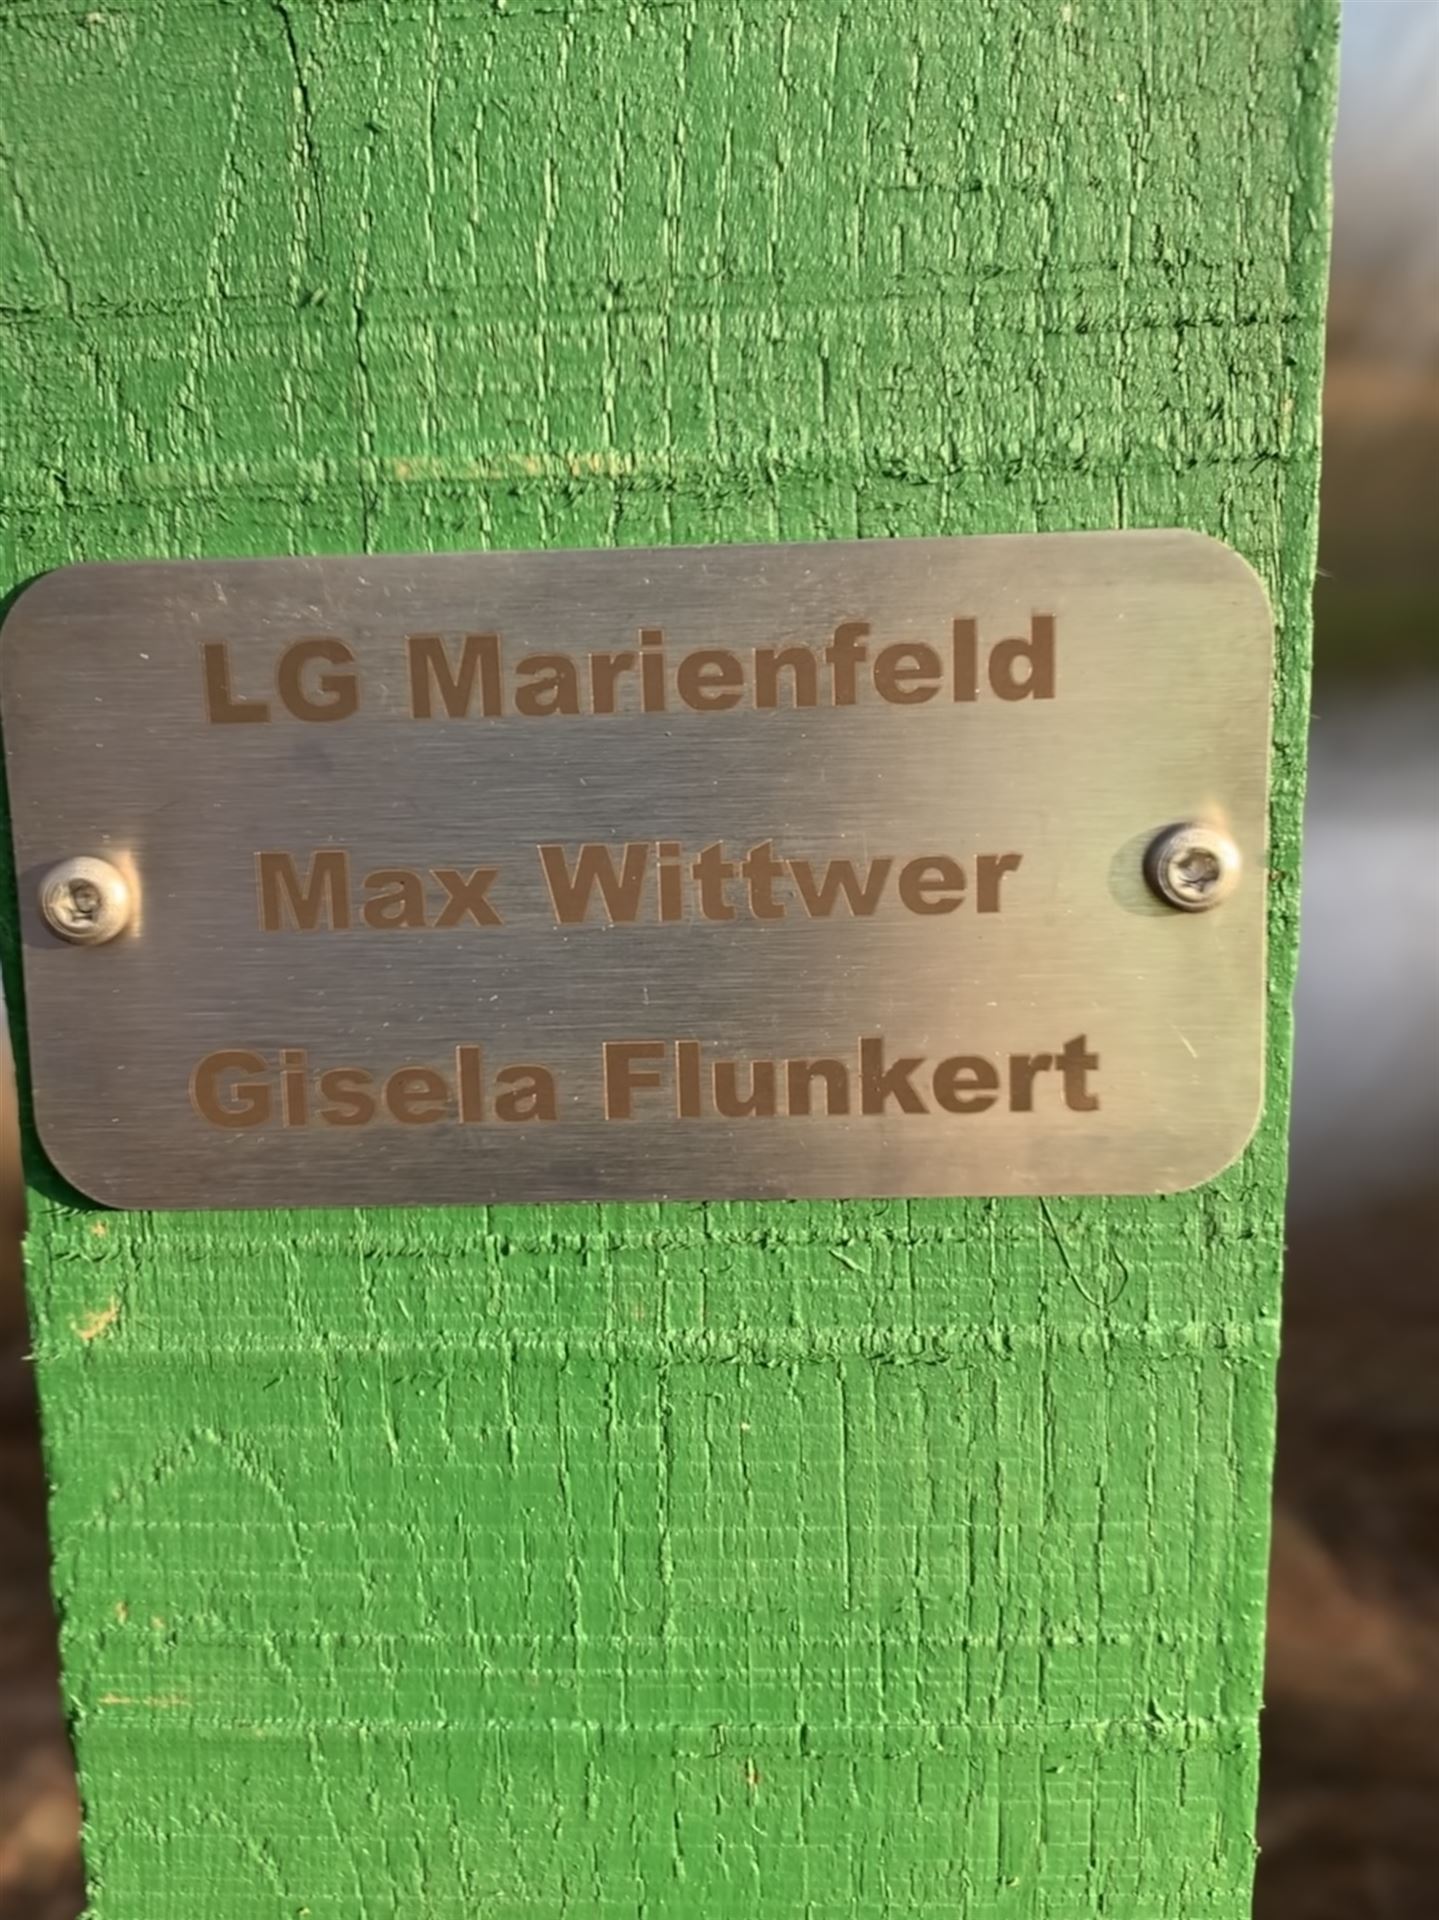 LG Marienfeld
Max Wittwer
Gisela Flunkert